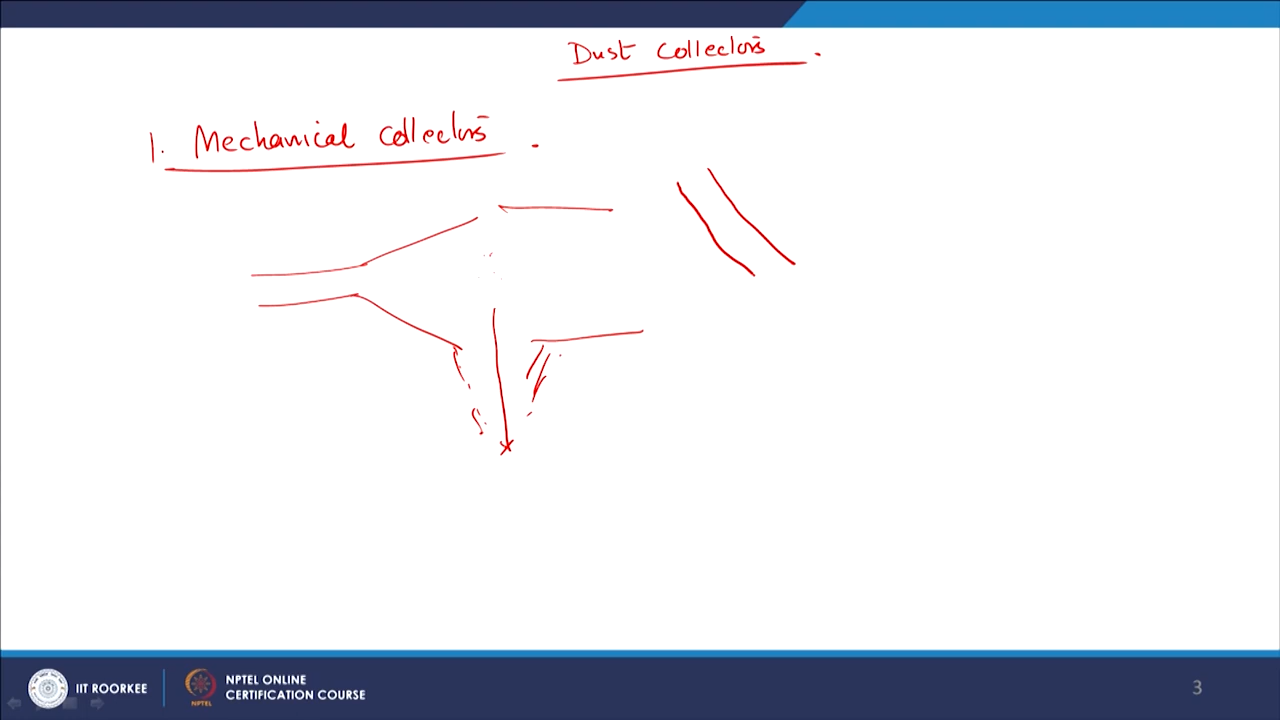 Dust Collectors .
1. Mechanical Collectors .
IIT ROORKEE
NPTEL
NPTEL ONLINE
CERTIFICATION COURSE
3